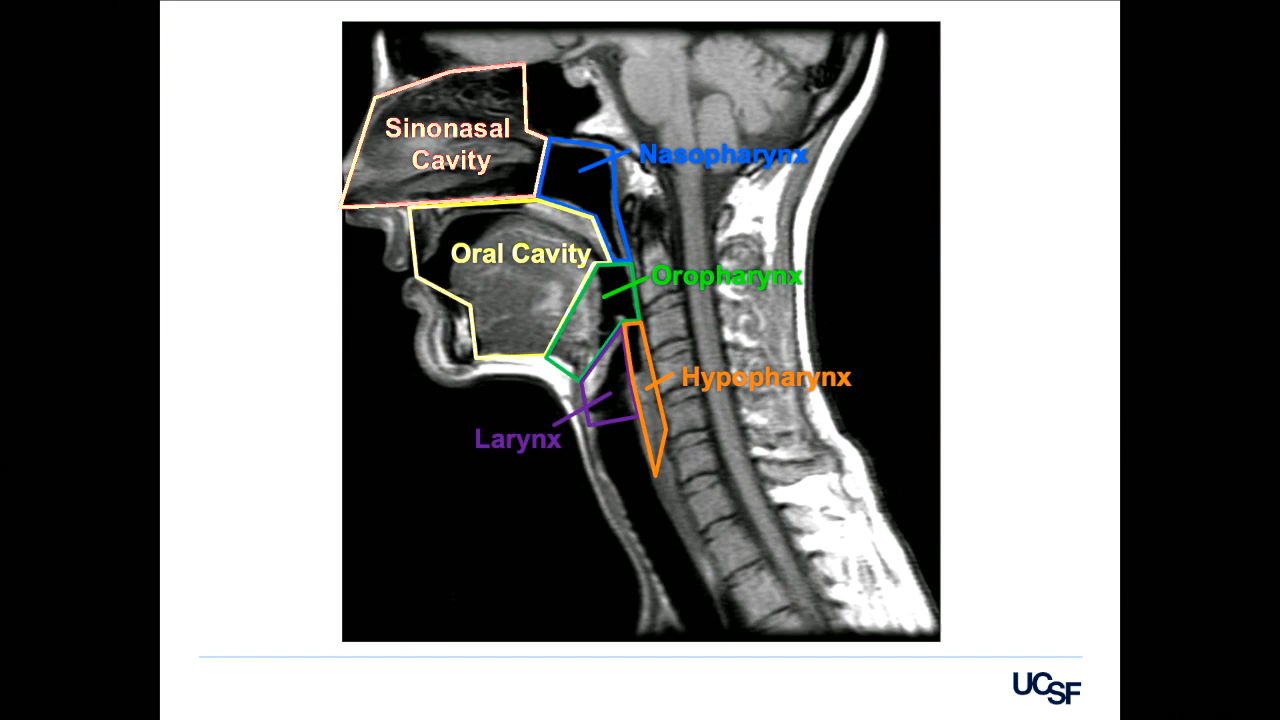 Sinonasal
Cavity
Nasopharynx
Oral Cavity
Oropharynx
Hypopharynx
Larynx
UCSF